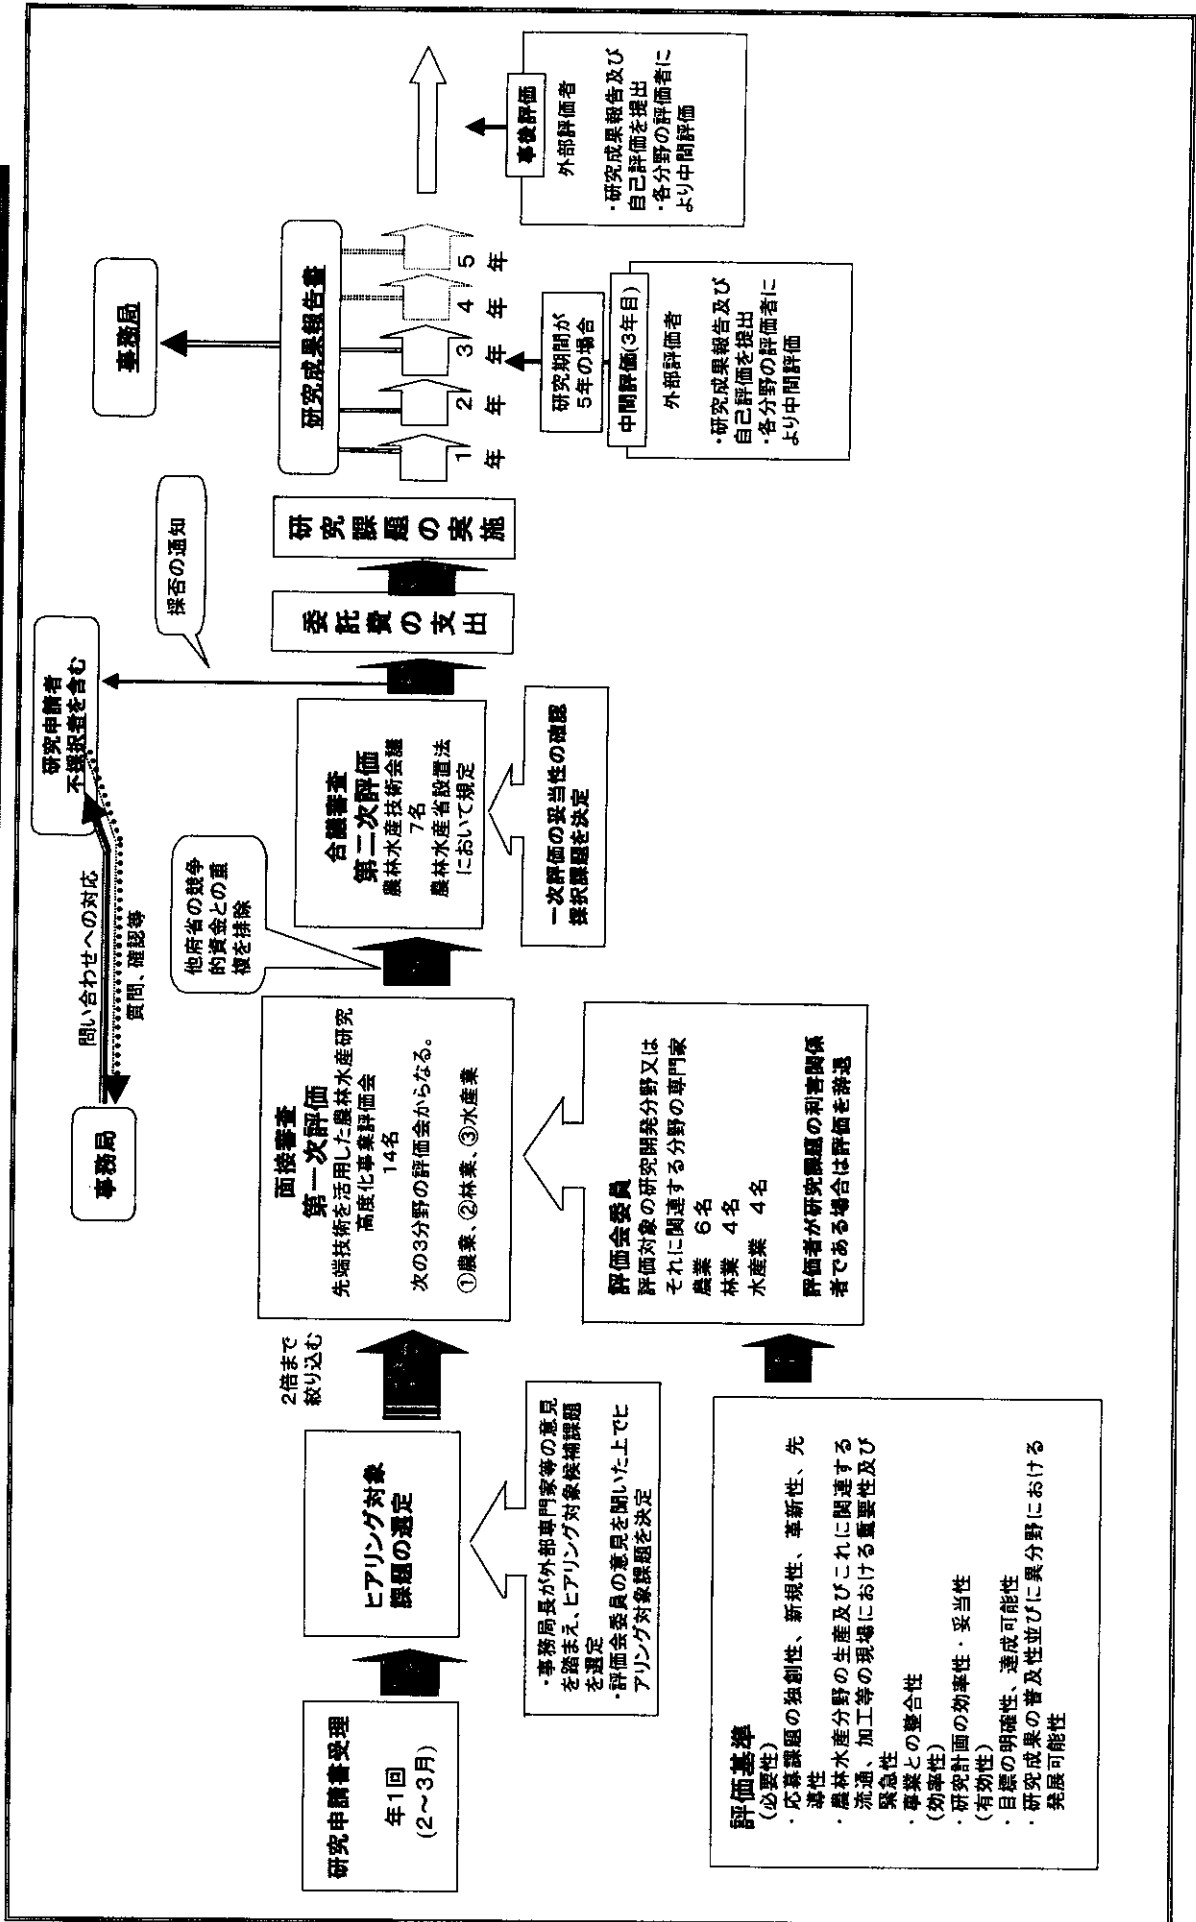 事務局
問い合わせへの対応
質問、確認等
研究申請者
不採択者を含む
採否の通知
事務局
研究申請書受理
年1回
(2～3月)
ヒアリング対象
課題の選定
・事務局長が外部専門家等の意見
を踏まえ、ヒアリング対象候補課題
を選定
・評価会委員の意見を聞いた上でヒ
アリング対象課題を決定
2倍まで
絞り込む
面接審査
第一次評価
先端技術を活用した農林水産研究
高度化事業評価会
14名
次の3分野の評価会からなる。
①農業、②林業、③水産業
他府省の競争
的資金との重
複を排除
合議審査
第二次評価
農林水産技術会議
7名
農林水産省設置法
において規定
一次評価の妥当性の確認
採択課題を決定
委託費の支出
研究課題の実施
研究成果報告書
1年
2年
3年
4年
5年
研究期間が
5年の場合
中間評価(3年目)
外部評価者
・研究成果報告及び
自己評価を提出
・各分野の評価者に
より中間評価
事後評価
外部評価者
・研究成果報告及び
自己評価を提出
・各分野の評価者に
より中間評価
評価基準
(必要性)
・応募課題の独創性、新規性、革新性、先
導性
・農林水産分野の生産及びこれに関連する
流通、加工等の現場における重要性及び
緊急性
・事業との整合性
(効率性)
・研究計画の効率性・妥当性
(有効性)
・目標の明確性、達成可能性
・研究成果の普及性並びに異分野における
発展可能性
評価会委員
評価対象の研究開発分野又は
それに関連する分野の専門家
農業 6名
林業 4名
水産業 4名
評価者が研究課題の利害関係
者である場合は評価を辞退